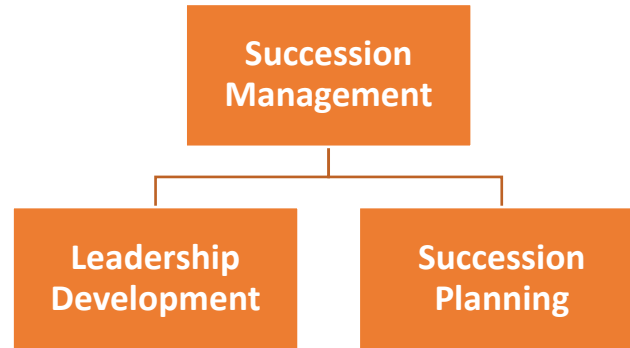 Succession
Management
Leadership
Development
Succession
Planning